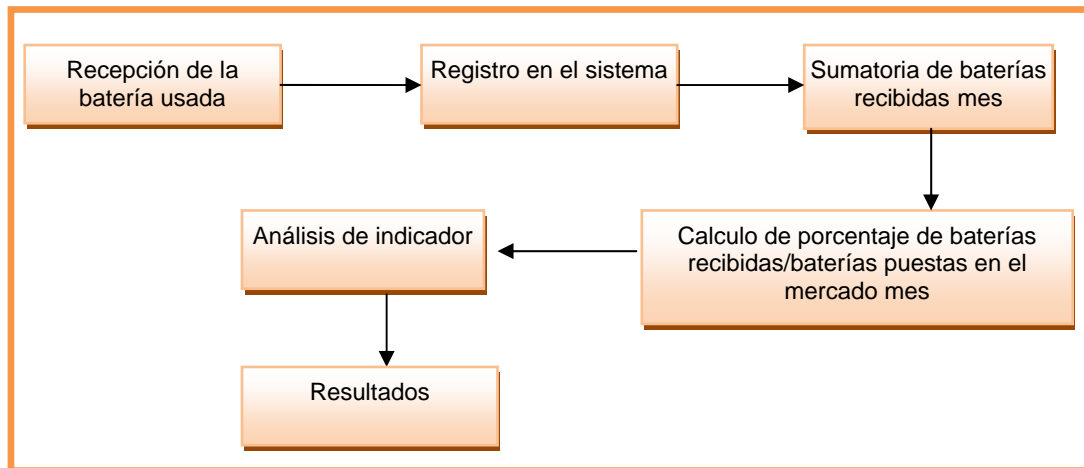 Recepción de la
batería usada
Registro en el sistema
Sumatoria de baterías
recibidas mes
Calculo de porcentaje de baterías
recibidas/baterías puestas en el
mercado mes
Análisis de indicador
Resultados